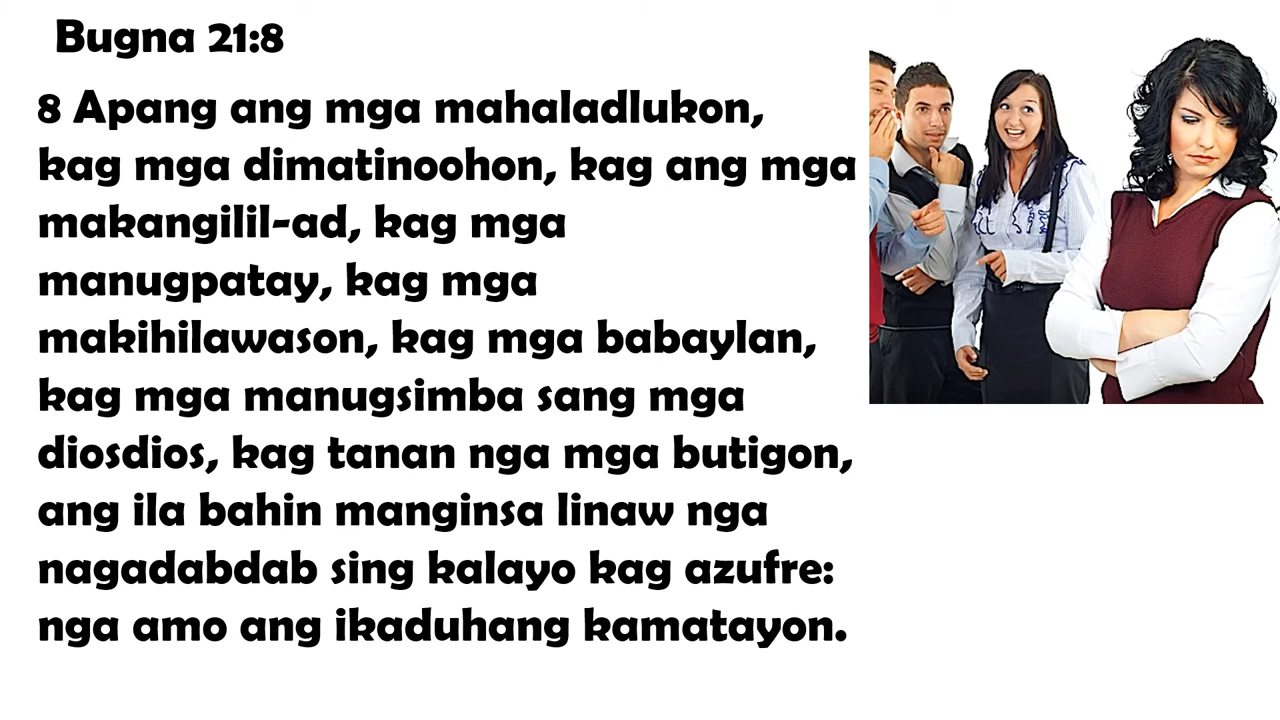 Bugna 21:8
8 Apang ang mga mahaladlukon,
kag mga dimatinoohon, kag ang mga
makangilil-ad, kag mga
manugpatay, kag mga
makihilawason, kag mga babaylan,
kag mga manugsimba sang mga
diosdios, kag tanan nga mga butigon,
ang ila bahin manginsa linaw nga
nagadabdab sing kalayo kag azufre:
nga amo ang ikaduhang kamatayon.